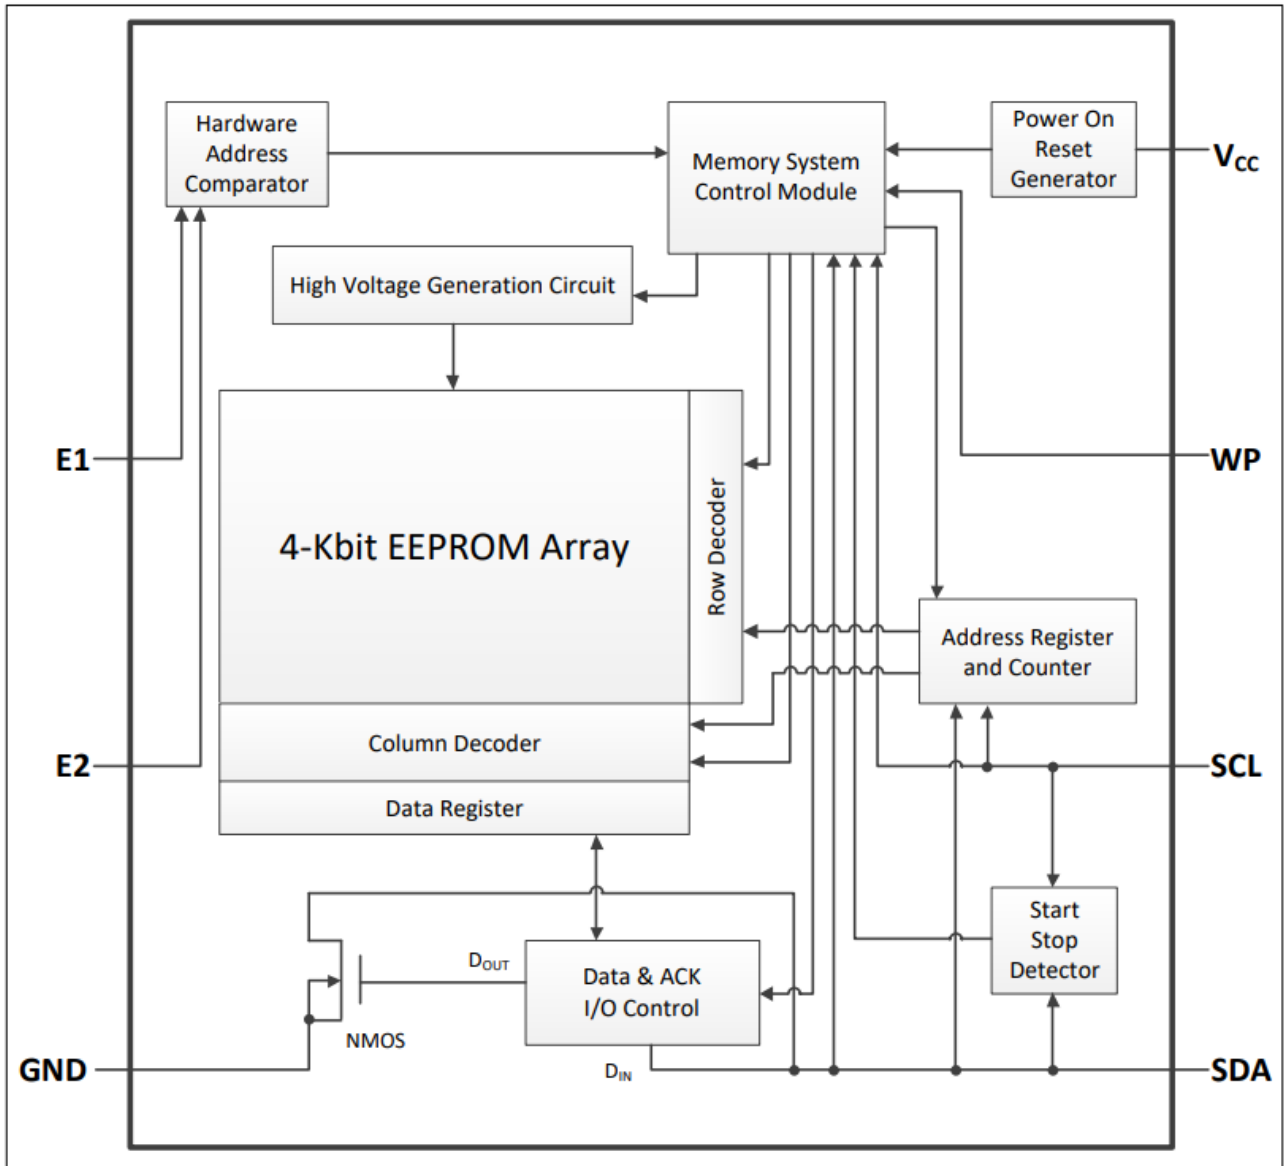 Hardware
Address
Comparator
Memory System
Control Module
Power On
Reset
Generator
VCC
High Voltage Generation Circuit
E1
WP
4-Kbit EEPROM Array
Row Decoder
Address Register
and Counter
Column Decoder
E2
SCL
Data Register
Start
Stop
Detector
DOUT
Data & ACK
I/O Control
NMOS
GND
DIN
SDA